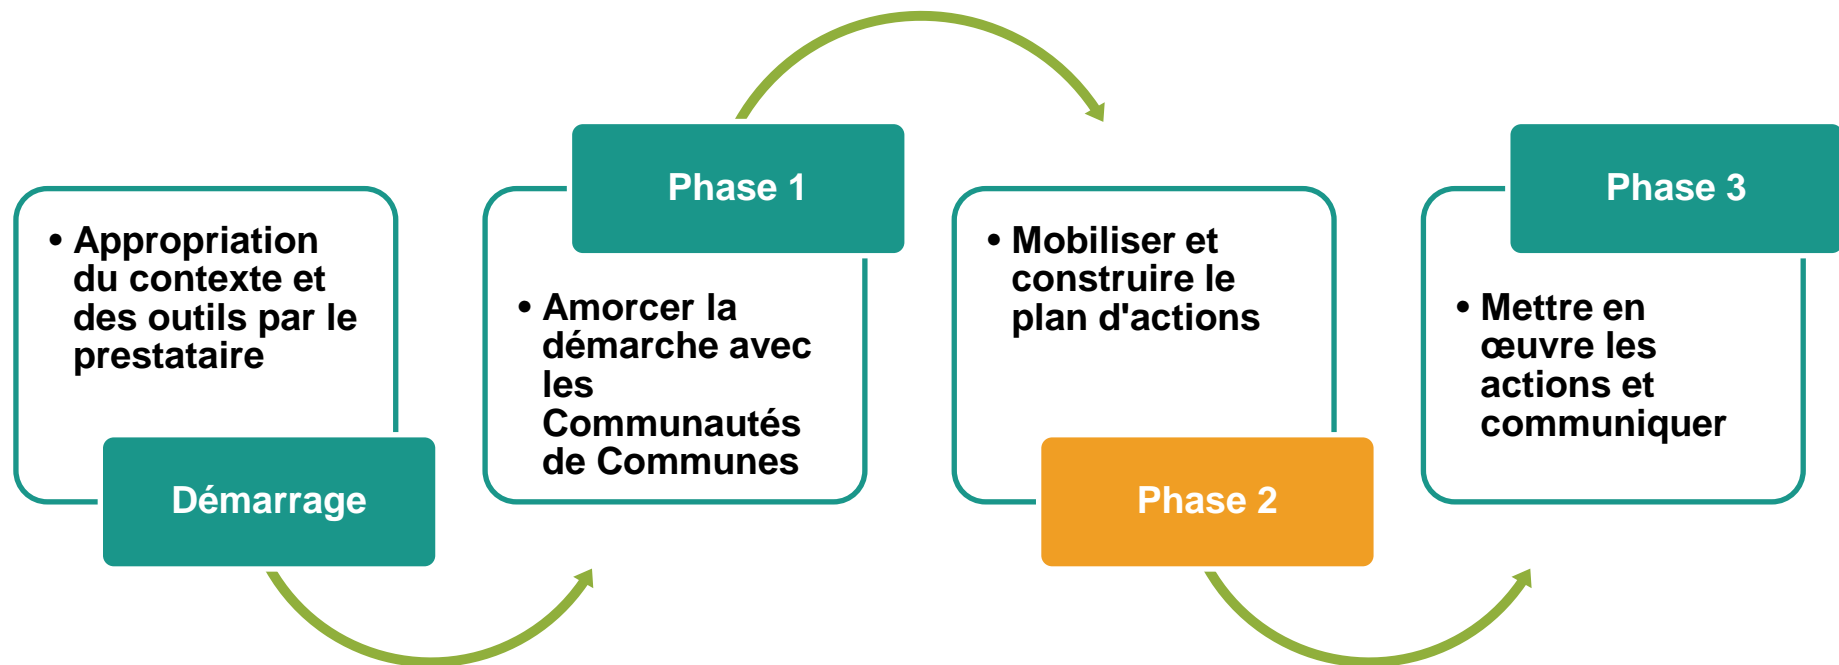 • Appropriation
du contexte et
des outils par le
prestataire
Démarrage
Phase 1
• Amorcer la
démarche avec
les
Communautés
de Communes
• Mobiliser et
construire le
plan d'actions
Phase 2
Phase 3
• Mettre en
œuvre les
actions et
communiquer